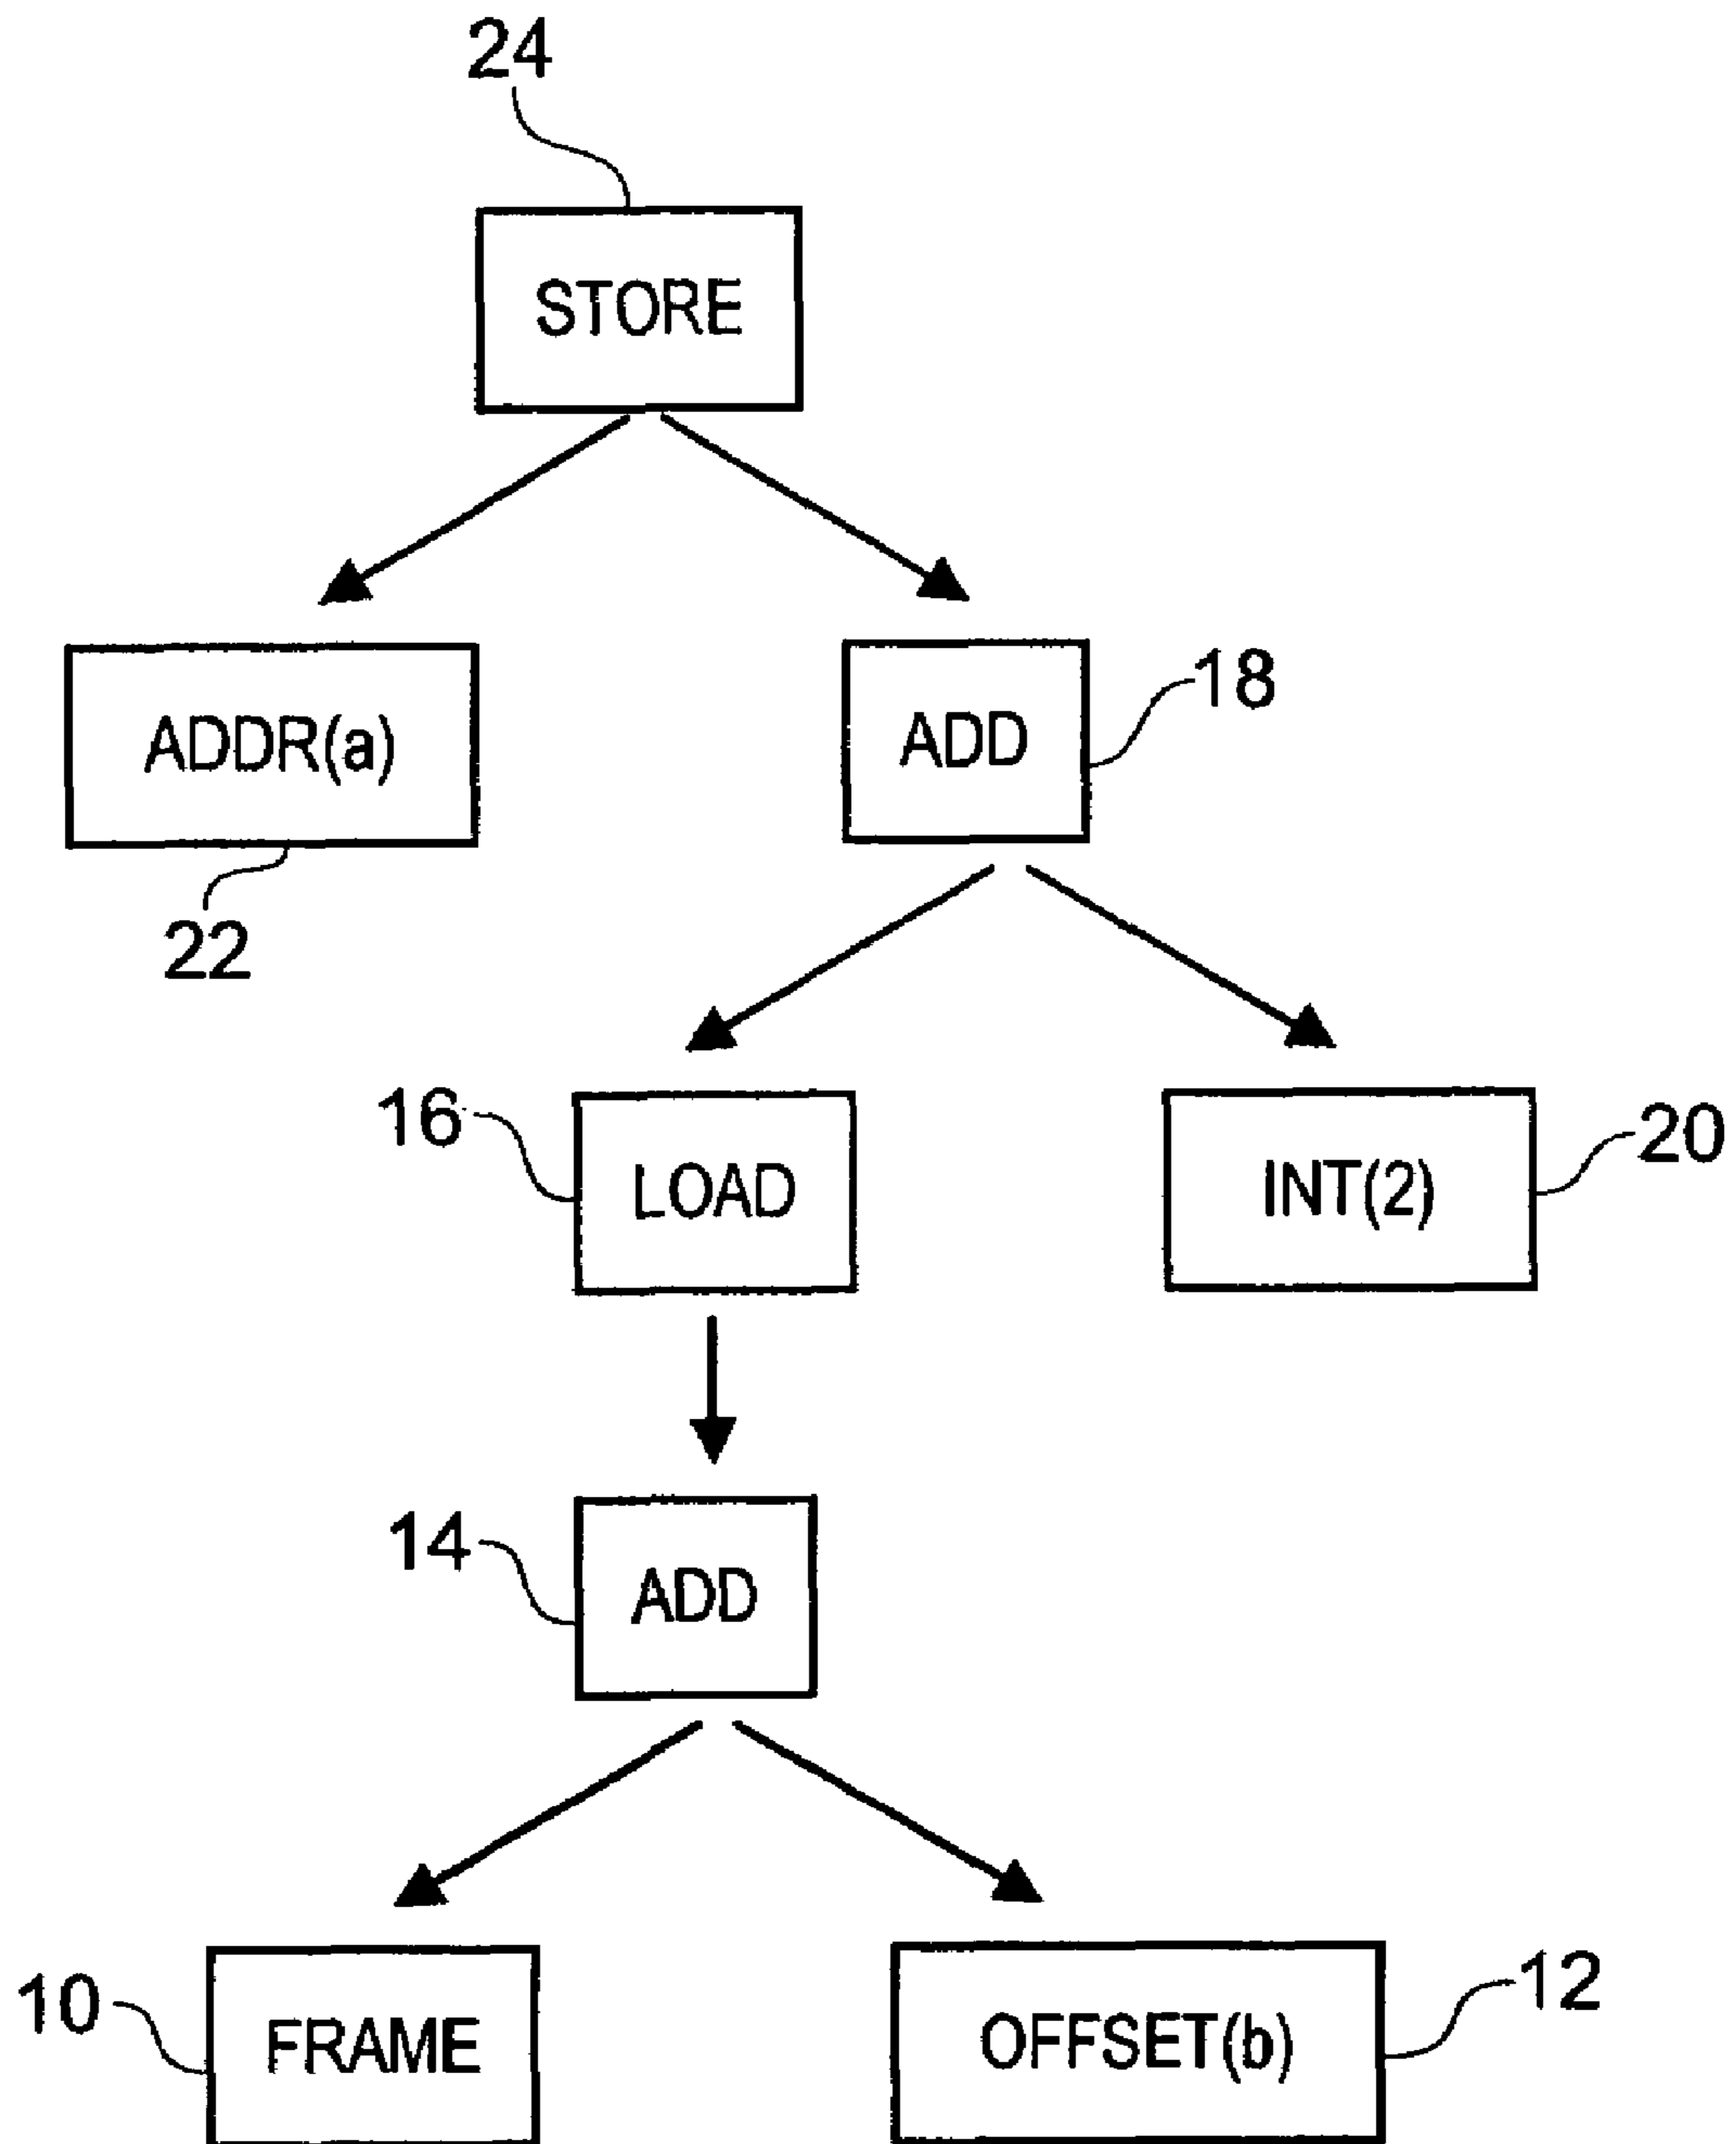 24
STORE
ADDR(a)
ADD
18
22
16
LOAD
INT(2)
20
14
ADD
10
FRAME
OFFSET(b)
12